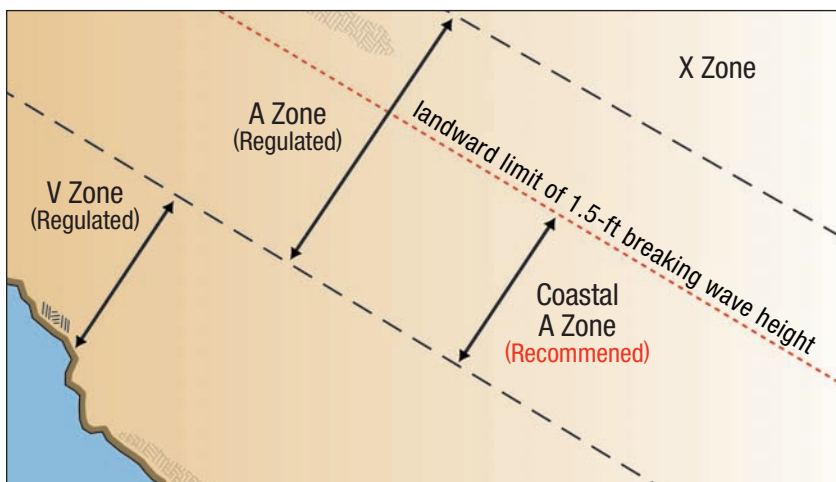 X Zone
A Zone
(Regulated)
landward limit of 1.5-ft breaking wave height
V Zone
(Regulated)
Coastal
A Zone
(Recommened)